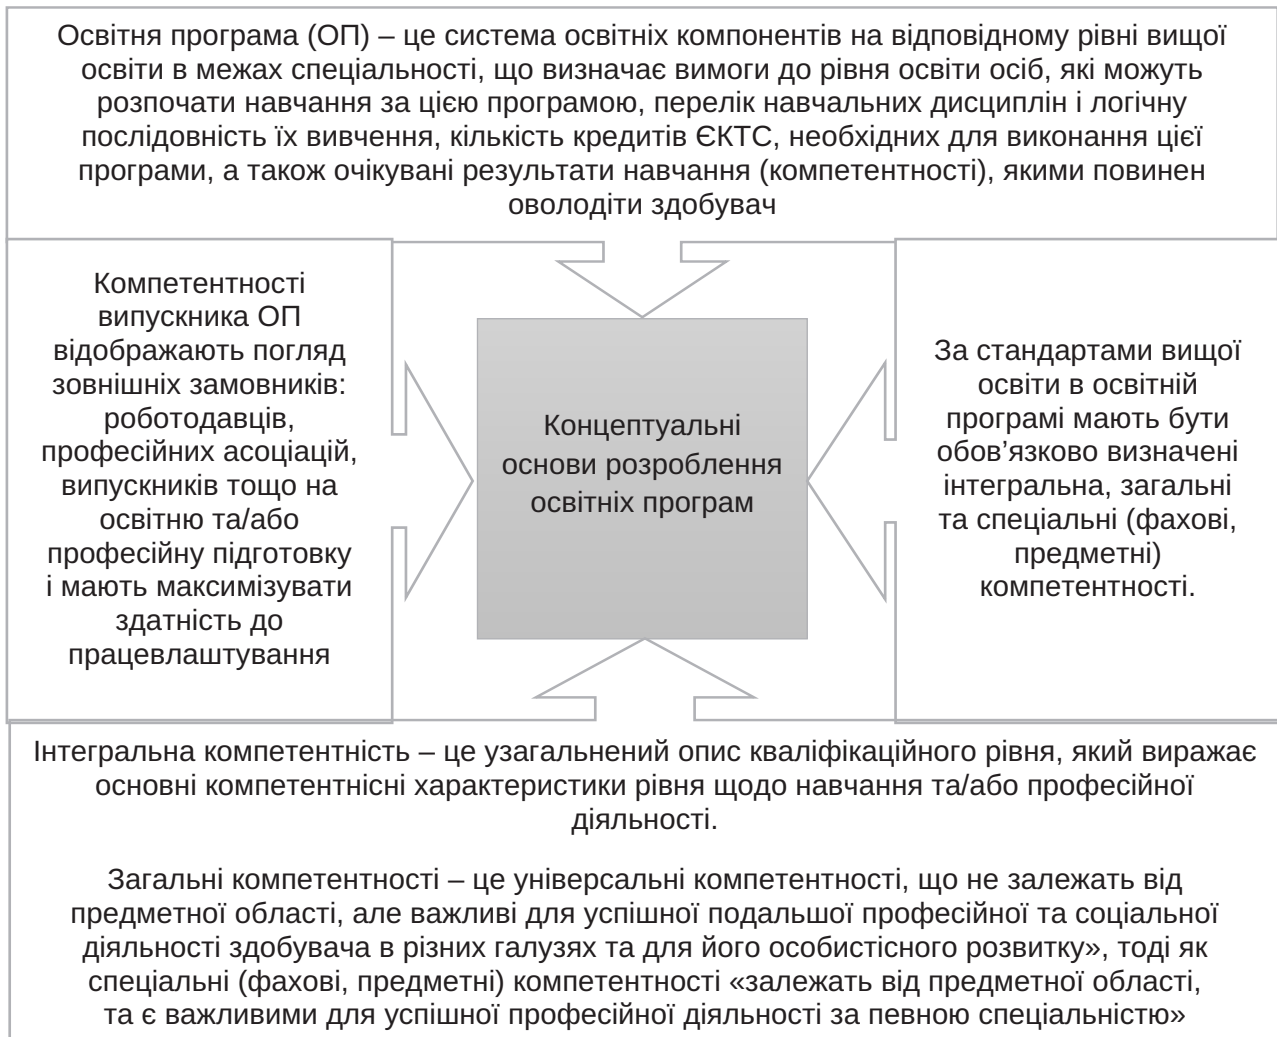 Освітня програма (ОП) – це система освітніх компонентів на відповідному рівні вищої
освіти в межах спеціальності, що визначає вимоги до рівня освіти осіб, які можуть
розпочати навчання за цією програмою, перелік навчальних дисциплін і логічну
послідовність їх вивчення, кількість кредитів ЄКТС, необхідних для виконання цієї
програми, а також очікувані результати навчання (компетентності), якими повинен
оволодіти здобувач
Компетентності
випускника ОП
відображають погляд
зовнішніх замовників:
роботодавців,
професійних асоціацій,
випускників тощо на
освітню та/або
професійну підготовку
і мають максимізувати
здатність до
працевлаштування
Концептуальні
основи розроблення
освітніх програм
За стандартами вищої
освіти в освітній
програмі мають бути
обов’язково визначені
інтегральна, загальні
та спеціальні (фахові,
предметні)
компетентності.
Інтегральна компетентність – це узагальнений опис кваліфікаційного рівня, який виражає
основні компетентнісні характеристики рівня щодо навчання та/або професійної
діяльності.
Загальні компетентності – це універсальні компетентності, що не залежать від
предметної області, але важливі для успішної подальшої професійної та соціальної
діяльності здобувача в різних галузях та для його особистісного розвитку», тоді як
спеціальні (фахові, предметні) компетентності «залежать від предметної області,
та є важливими для успішної професійної діяльності за певною спеціальністю»